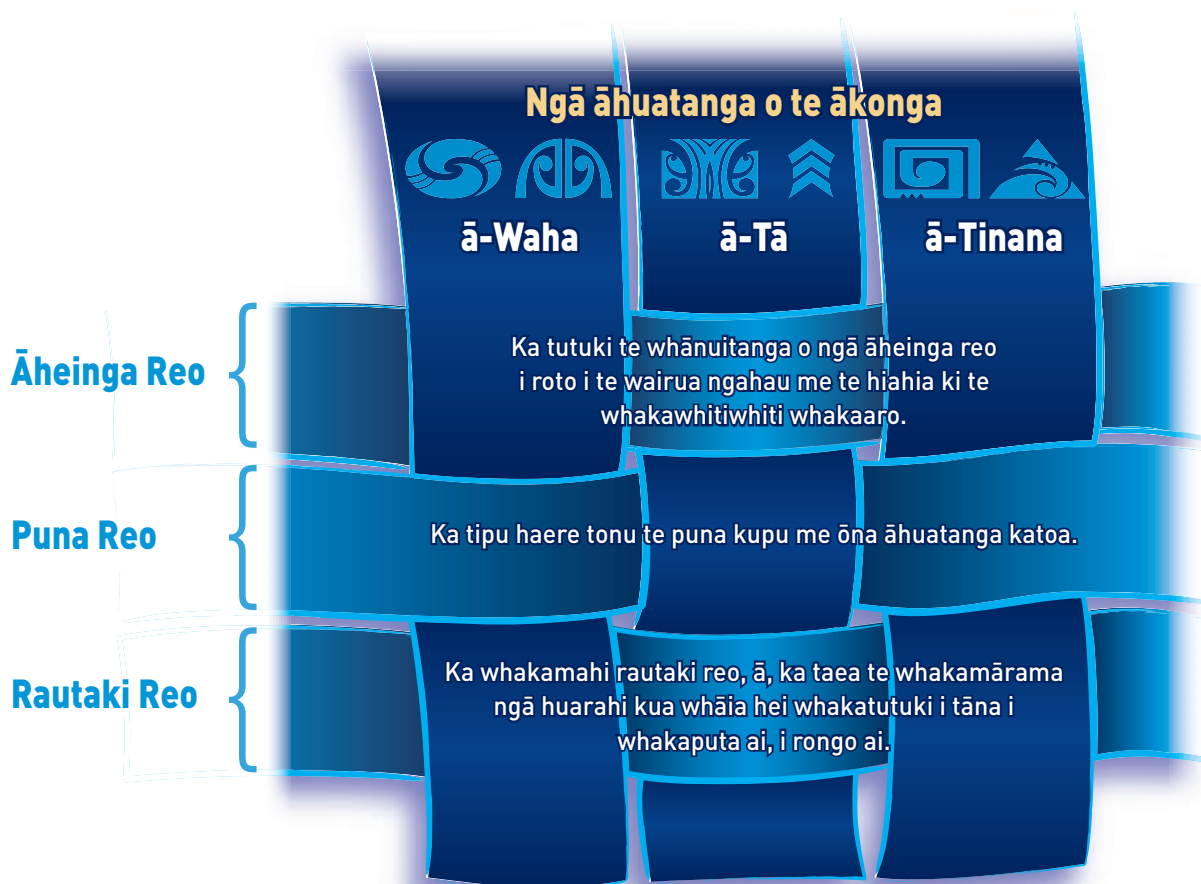 Ngā āhuatanga o te ākonga
ā-Waha
ā-Tā
ā-Tinana
Āheinga Reo
Ka tutuki te whānuitanga o ngā āheinga reo
i roto i te wairua ngahau me te hiahia ki te
whakawhitiwhiti whakaaro.
Puna Reo
Ka tipu haere tonu te puna kupu me ōna āhuatanga katoa.
Rautaki Reo
Ka whakamahi rautaki reo, ā, ka taea te whakamārama
ngā huarahi kua whāia hei whakatutuki i tāna i
whakaputa ai, i rongo ai.